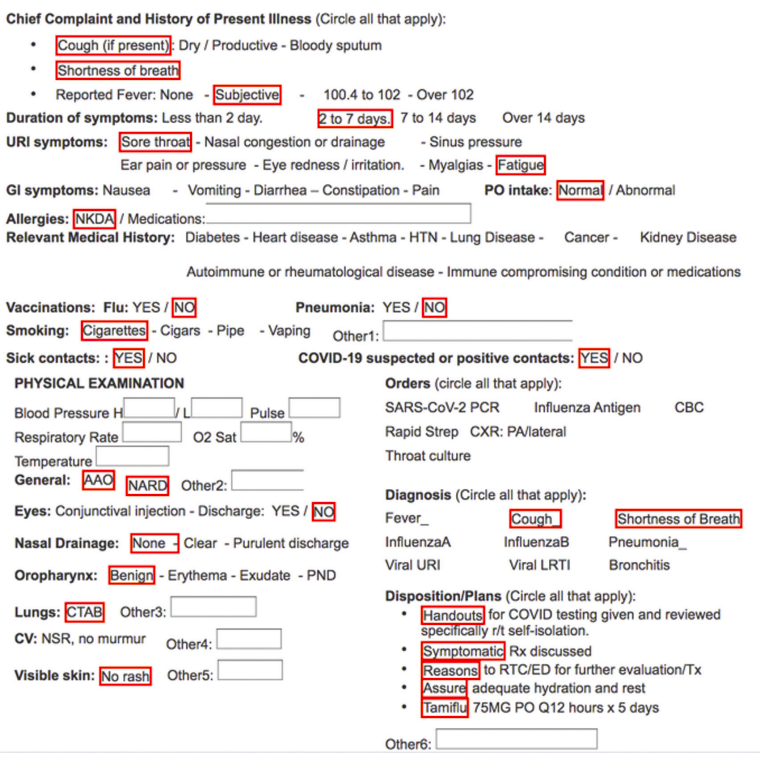 Chief Complaint and History of Present Illness (Circle all that apply):
• Cough (if present): Dry / Productive - Bloody sputum
• Shortness of breath
• Reported Fever: None - Subjective - 100.4 to 102 - Over 102
Duration of symptoms: Less than 2 day. 2 to 7 days. 7 to 14 days Over 14 days
URI symptoms: Sore throat - Nasal congestion or drainage - Sinus pressure
Ear pain or pressure - Eye redness / irritation. - Myalgias - Fatigue
GI symptoms: Nausea - Vomiting - Diarrhea – Constipation - Pain PO intake: Normal / Abnormal
Allergies: NKDA / Medications:
Relevant Medical History: Diabetes - Heart disease - Asthma - HTN - Lung Disease - Cancer - Kidney Disease
Autoimmune or rheumatological disease - Immune compromising condition or medications
Vaccinations: Flu: YES / NO Pneumonia: YES / NO
Smoking: Cigarettes - Cigars - Pipe - Vaping Other1:
Sick contacts: : YES / NO COVID-19 suspected or positive contacts: YES / NO
PHYSICAL EXAMINATION
Blood Pressure H / L Pulse
Respiratory Rate O2 Sat %
Temperature
General: AAO NARD Other2:
Eyes: Conjunctival injection - Discharge: YES / NO
Nasal Drainage: None - Clear - Purulent discharge
Oropharynx: Benign - Erythema - Exudate - PND
Lungs: CTAB Other3:
CV: NSR, no murmur Other4:
Visible skin: No rash Other5:
Orders (circle all that apply):
SARS-CoV-2 PCR Influenza Antigen CBC
Rapid Strep CXR: PA/lateral
Throat culture
Diagnosis (Circle all that apply):
Fever_ Cough_ Shortness of Breath
InfluenzaA InfluenzaB Pneumonia_
Viral URI Viral LRTI Bronchitis
Disposition/Plans (Circle all that apply):
• Handouts for COVID testing given and reviewed
specifically r/t self-isolation.
• Symptomatic Rx discussed
• Reasons to RTC/ED for further evaluation/Tx
• Assure adequate hydration and rest
• Tamiflu 75MG PO Q12 hours x 5 days
Other6: